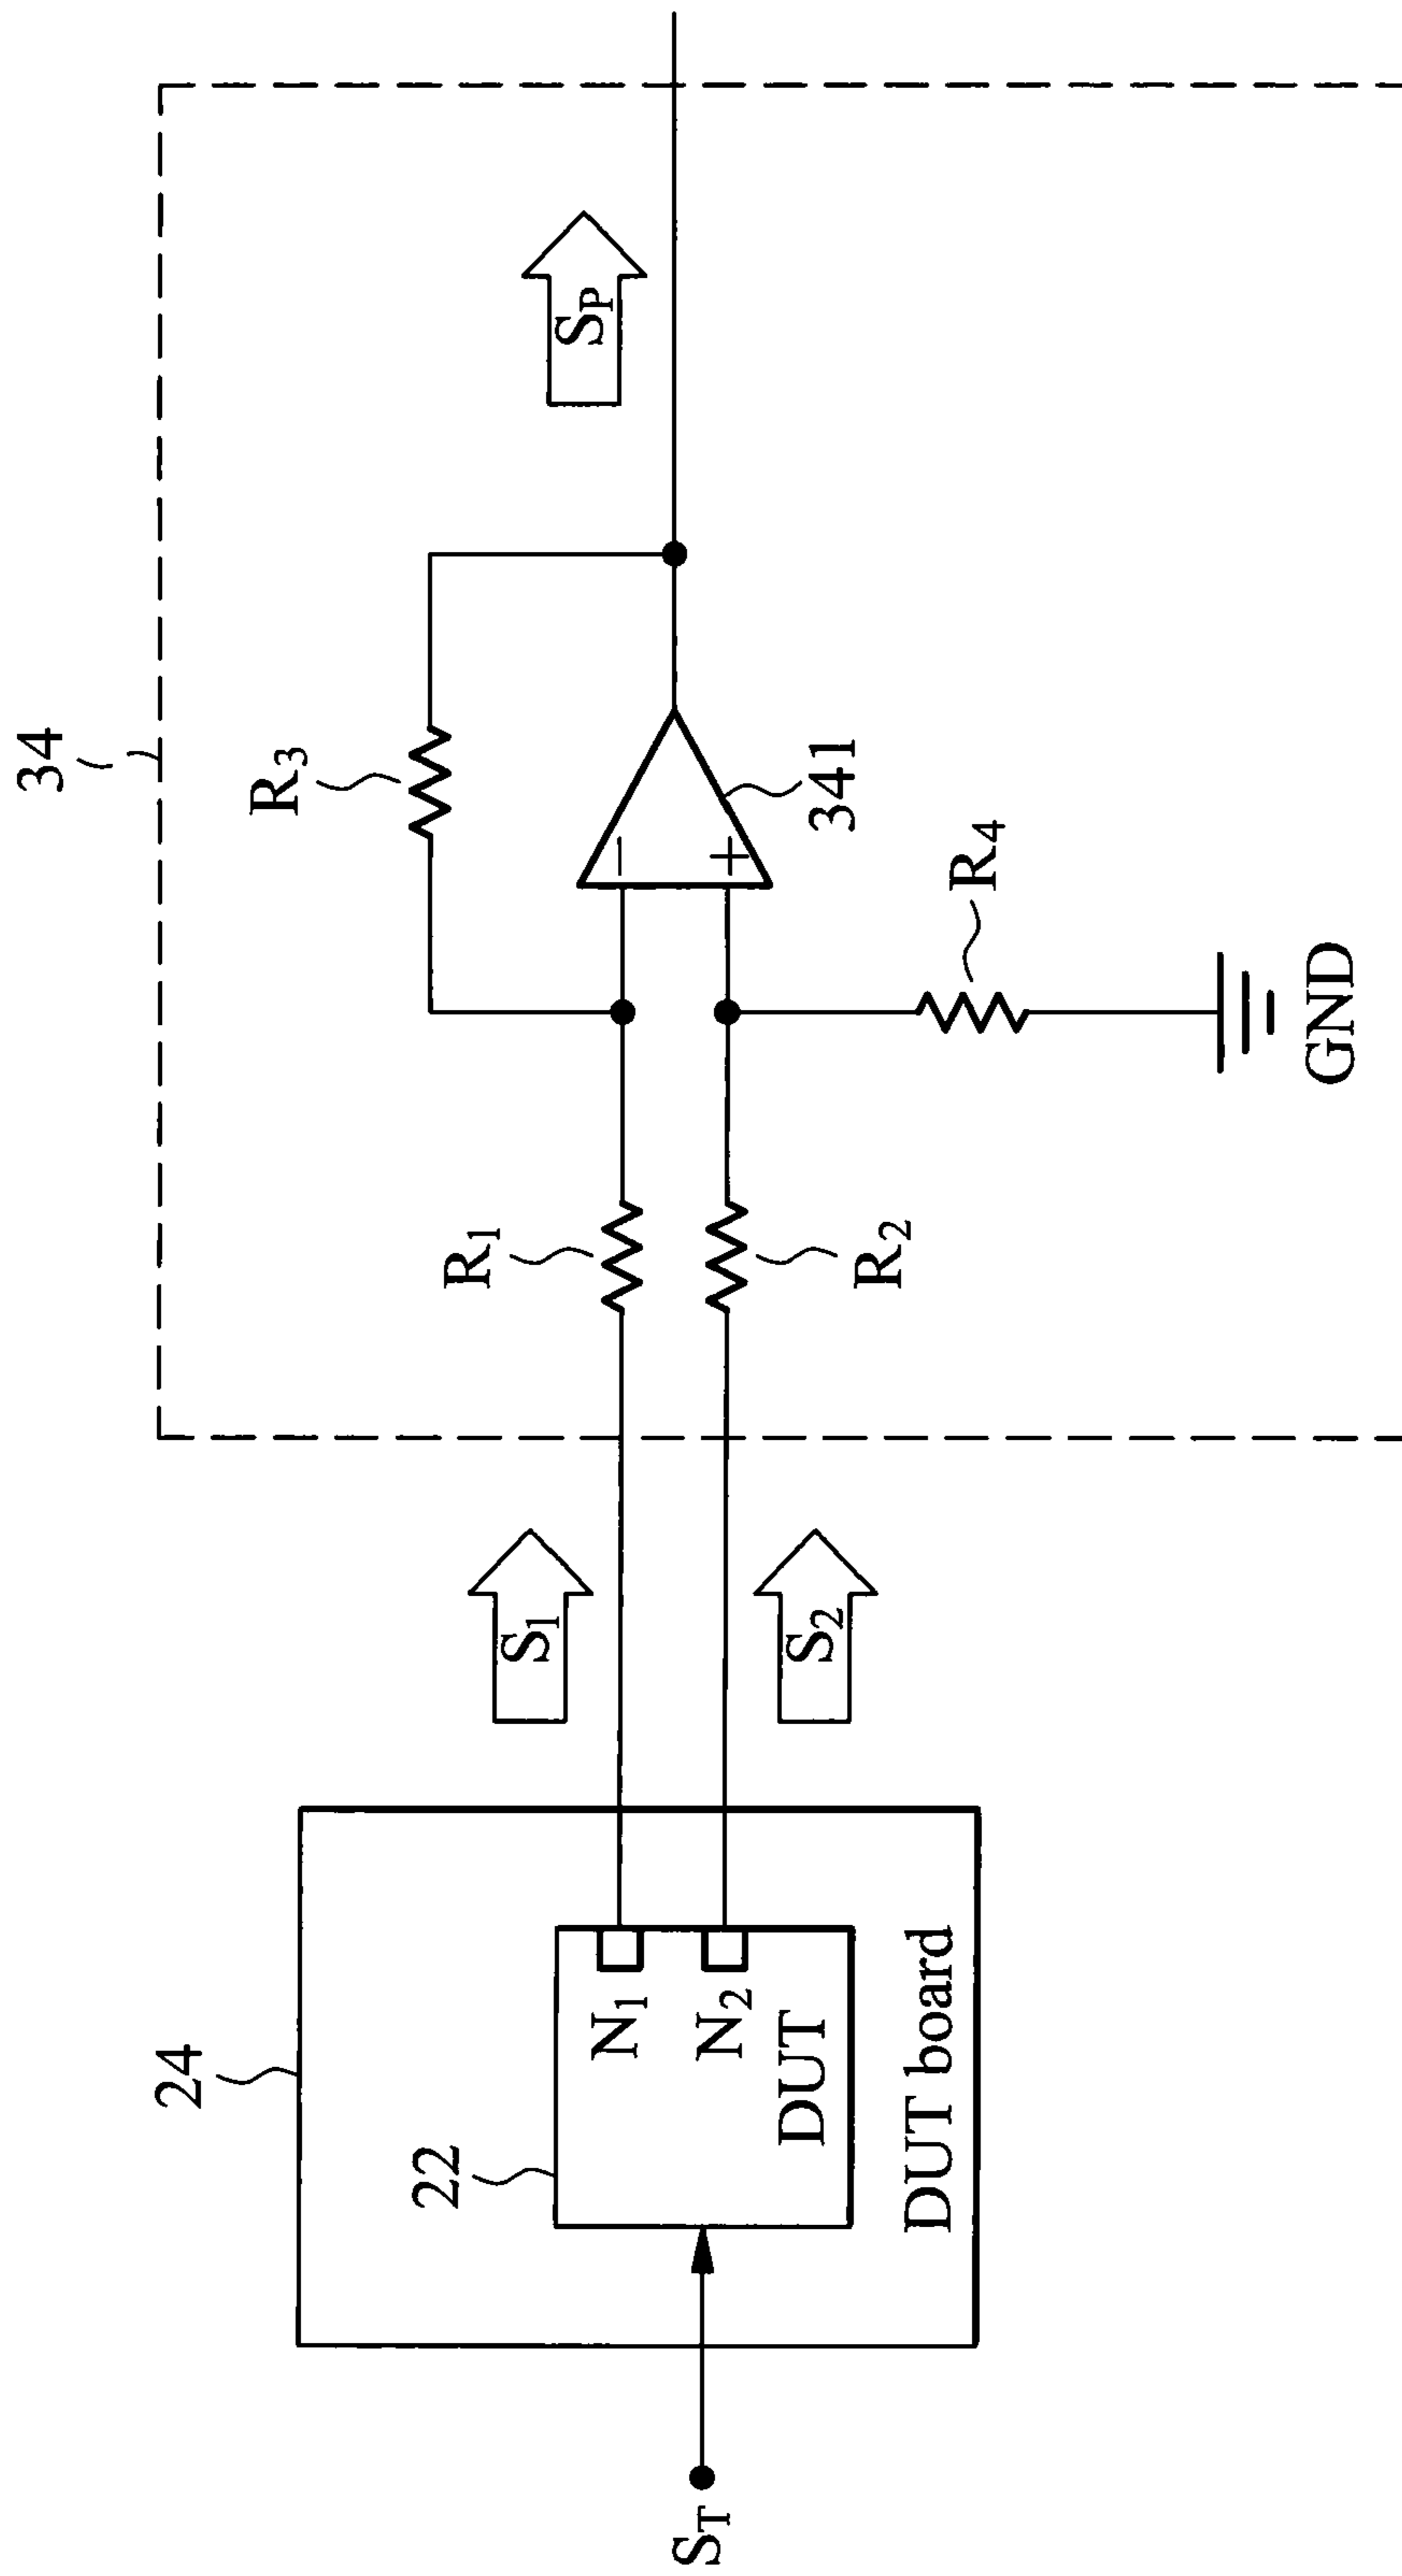 34
R3
SP
341
R4
GND
R1
R2
S1
S2
24
22
N1
N2
DUT
DUT board
ST
−
+